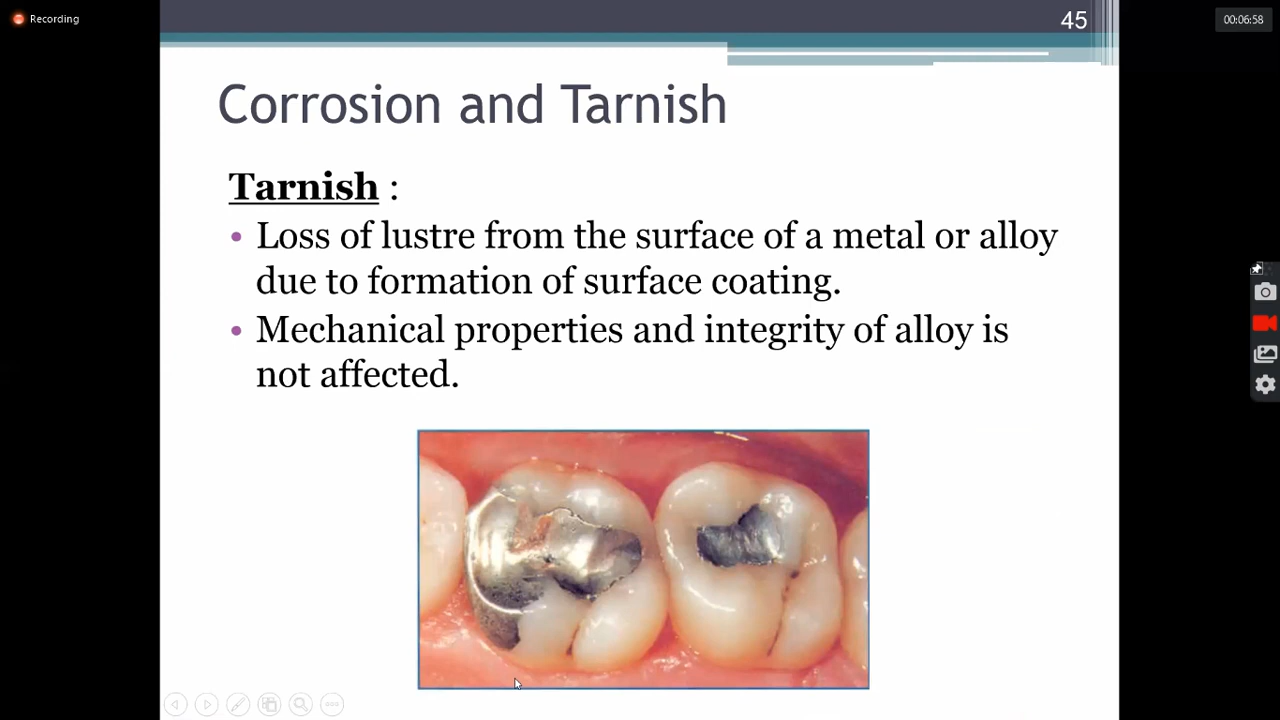 Recording
45
00:06:58
Corrosion and Tarnish
Tarnish :
• Loss of lustre from the surface of a metal or alloy
due to formation of surface coating.
• Mechanical properties and integrity of alloy is
not affected.